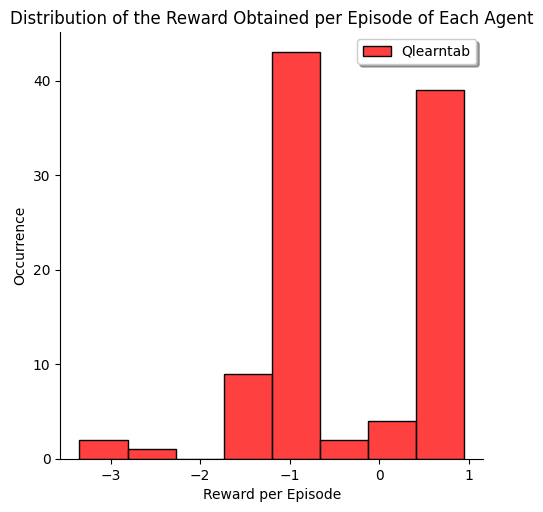 Distribution of the Reward Obtained per Episode of Each Agent
Qlearntab
Occurrence
40
30
20
10
0
−3
−2
−1
0
1
Reward per Episode